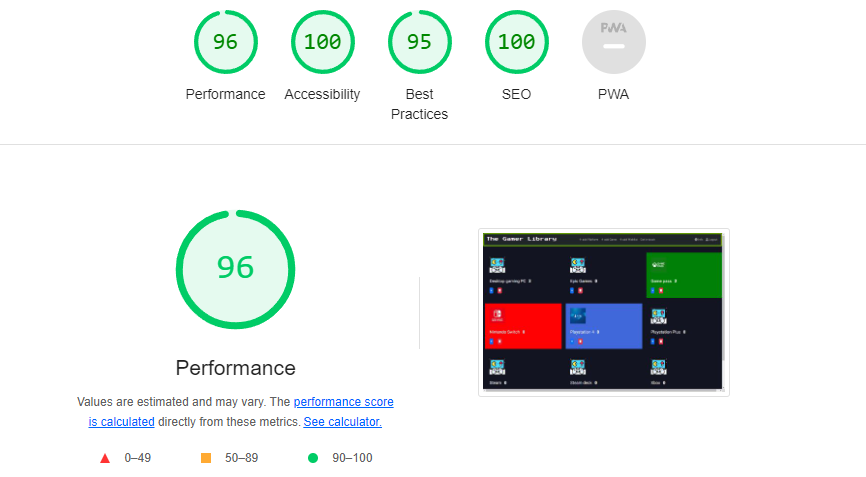 96
100
95
100
PWA
Performance
Accessibility
Best
Practices
SEO
PWA
96
Performance
Values are estimated and may vary. The performance score
is calculated directly from these metrics. See calculator.
0–49
50–89
90–100
The Gamer Library
Desktop gaming PC
Epic Games
Game pass
Nintendo Switch
Playstation 4
Playstation Plus
Steam
Steam deck
Xbox